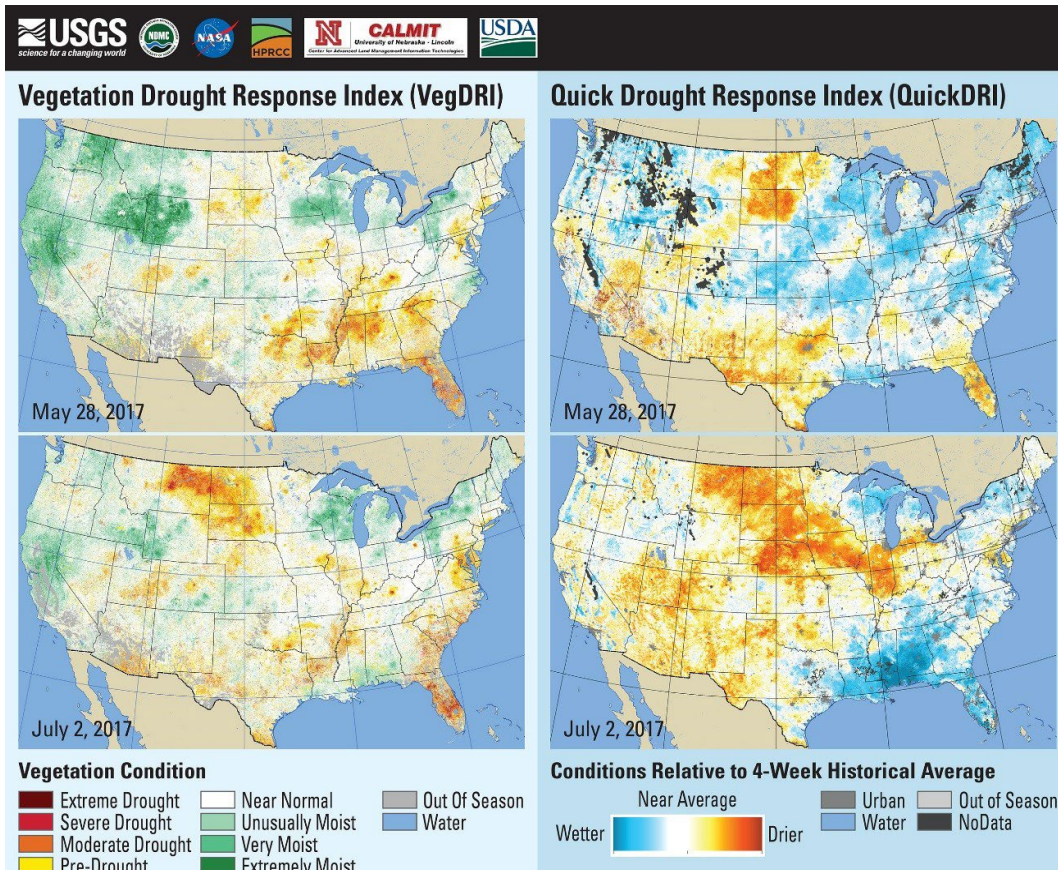 USGS
science for a changing world
NDMC
NASA
HPRCC
N
CALMIT
University of Nebraska - Lincoln
Center for Advanced Land Management Information Technologies
USDA
Vegetation Drought Response Index (VegDRI)
May 28, 2017
July 2, 2017
Vegetation Condition
Extreme Drought
Severe Drought
Moderate Drought
Pre-Drought
Near Normal
Unusually Moist
Very Moist
Extremely Moist
Out Of Season
Water
Quick Drought Response Index (QuickDRI)
May 28, 2017
July 2, 2017
Conditions Relative to 4-Week Historical Average
Near Average
Wetter
Drier
Urban
Water
Out of Season
NoData